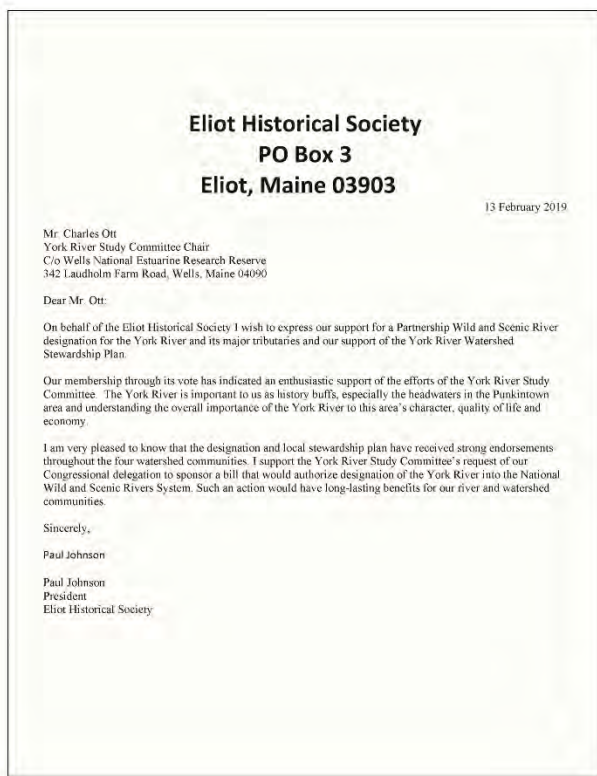 Eliot Historical Society
PO Box 3
Eliot, Maine 03903
13 February 2019
Mr. Charles Ott
York River Study Committee Chair
C/o Wells National Estuarine Research Reserve
342 Laudholm Farm Road, Wells, Maine 04090
Dear Mr. Ott:
On behalf of the Eliot Historical Society I wish to express our support for a Partnership Wild and Scenic River
designation for the York River and its major tributaries and our support of the York River Watershed
Stewardship Plan.
Our membership through its vote has indicated an enthusiastic support of the efforts of the York River Study
Committee. The York River is important to us as history buffs, especially the headwaters in the Punkintown
area and understanding the overall importance of the York River to this area's character, quality of life and
economy.
I am very pleased to know that the designation and local stewardship plan have received strong endorsements
throughout the four watershed communities. I support the York River Study Committee's request of our
Congressional delegation to sponsor a bill that would authorize designation of the York River into the National
Wild and Scenic Rivers System. Such an action would have long-lasting benefits for our river and watershed
communities.
Sincerely,
Paul Johnson
Paul Johnson
President
Eliot Historical Society